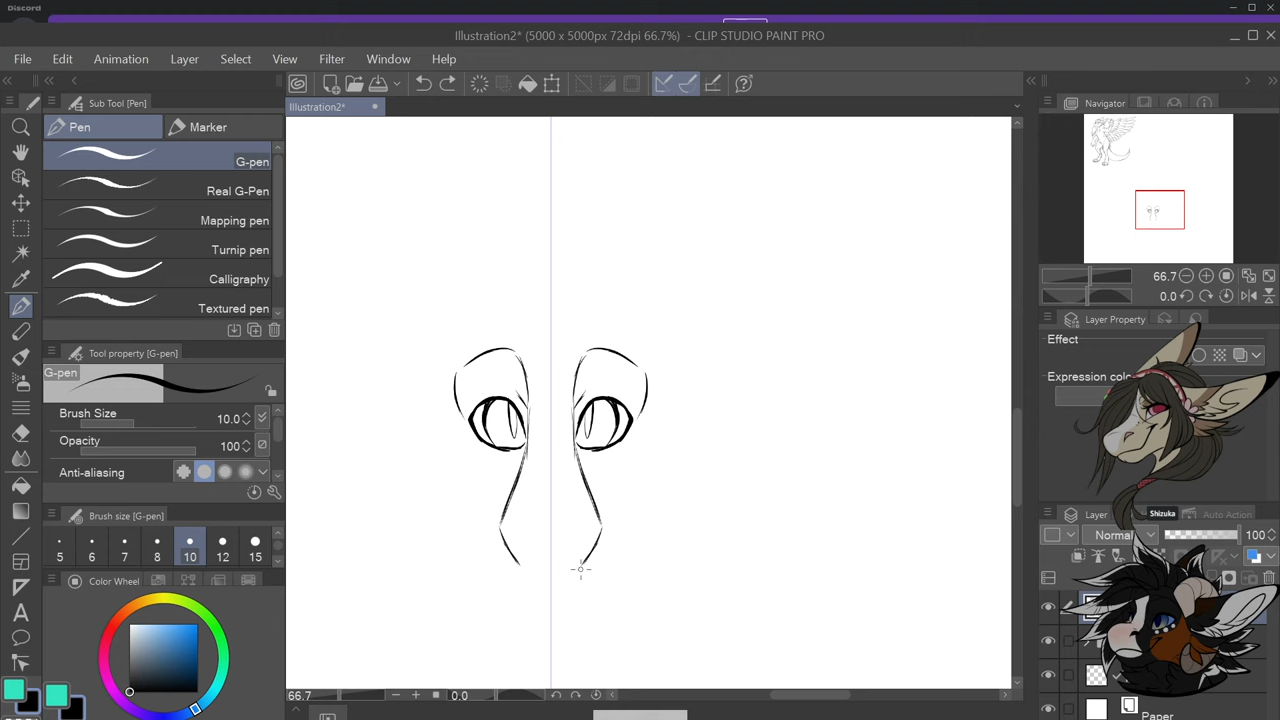 Discord
Illustration2* (5000 x 5000px 72dpi 66.7%) - CLIP STUDIO PAINT PRO
File Edit Animation Layer Select View Filter Window Help
Sub Tool [Pen]
Illustration2*
Navigator
Pen Marker
G-pen
Real G-Pen
Mapping pen
Turnip pen
Calligraphy
Textured pen
Tool property [G-pen]
G-pen
Brush Size 10.0
Opacity 100
Anti-aliasing
Brush size [G-pen]
5 6 7 8 10 12 15
Color Wheel
66.7 0.0
66.7
0.0
Layer Property
Effect
Expression
Layer Shizuka Auto Action
Normal 100
Paper